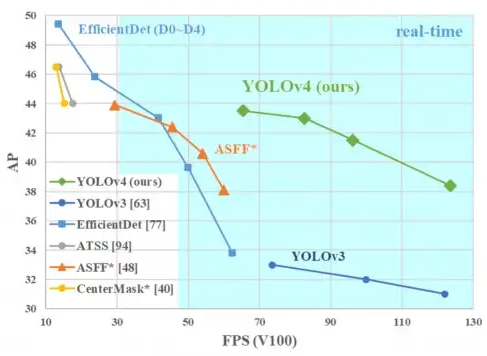 EfficientDet (D0~D4)
real-time
YOLOv4 (ours)
ASFF*
YOLOv3
AP
50
48
46
44
42
40
38
36
34
32
30
YOLOv4 (ours)
YOLOv3 [63]
EfficientDet [77]
ATSS [94]
ASFF* [48]
CenterMask* [40]
10
30
50
70
90
110
130
FPS (V100)